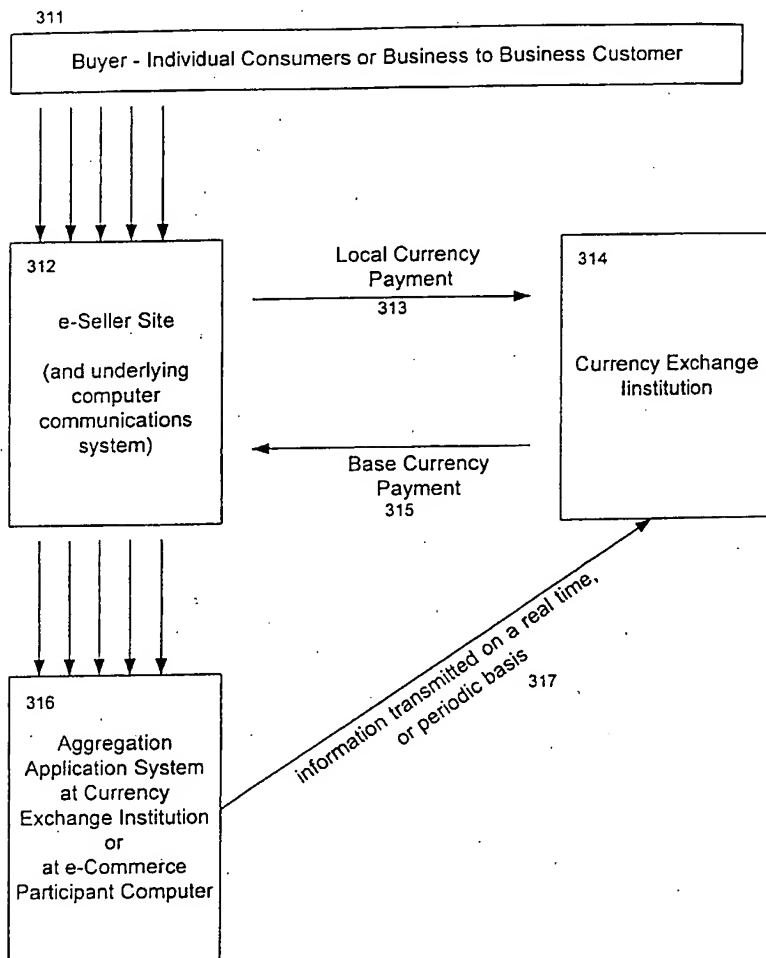 311
Buyer - Individual Consumers or Business to Business Customer
312
e-Seller Site
(and underlying
computer
communications
system)
Local Currency
Payment
313
314
Currency Exchange
Iinstitution
Base Currency
Payment
315
316
Aggregation
Application System
at Currency
Exchange Institution
or
at e-Commerce
Participant Computer
information transmitted on a real time,
or periodic basis
317